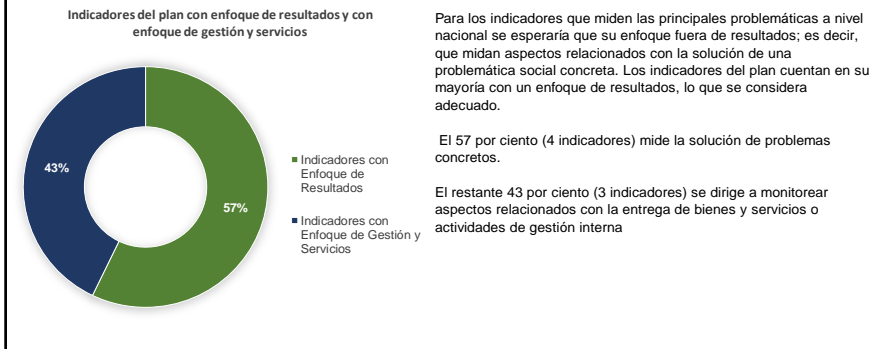 Indicadores del plan con enfoque de resultados y con
enfoque de gestión y servicios
43%
57%
Indicadores con
Enfoque de
Resultados
Indicadores con
Enfoque de Gestión y
Servicios
Para los indicadores que miden las principales problemáticas a nivel
nacional se esperaría que su enfoque fuera de resultados; es decir,
que midan aspectos relacionados con la solución de una
problemática social concreta. Los indicadores del plan cuentan en su
mayoría con un enfoque de resultados, lo que se considera
adecuado.
El 57 por ciento (4 indicadores) mide la solución de problemas
concretos.
El restante 43 por ciento (3 indicadores) se dirige a monitorear
aspectos relacionados con la entrega de bienes y servicios o
actividades de gestión interna